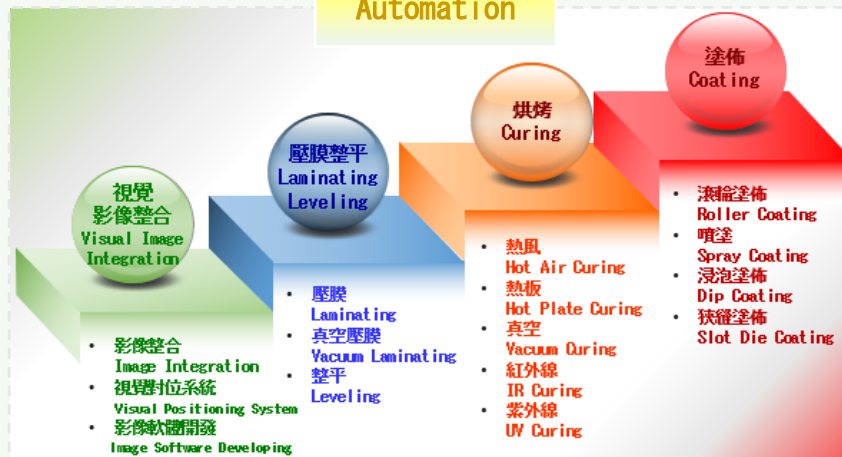 Automation
視覺
影像整合
Visual Image
Integration
影像整合
Image Integration
視覺對位系統
Visual Positioning System
影像軟體開發
Image Software Developing
壓膜整平
Laminating
Leveling
壓膜
Laminating
真空壓膜
Vacuum Laminating
整平
Leveling
烘烤
Curing
熱風
Hot Air Curing
熱板
Hot Plate Curing
真空
Vacuum Curing
紅外線
IR Curing
紫外線
UV Curing
塗佈
Coating
滾輪塗佈
Roller Coating
噴塗
Spray Coating
浸泡塗佈
Dip Coating
狹縫塗佈
Slot Die Coating